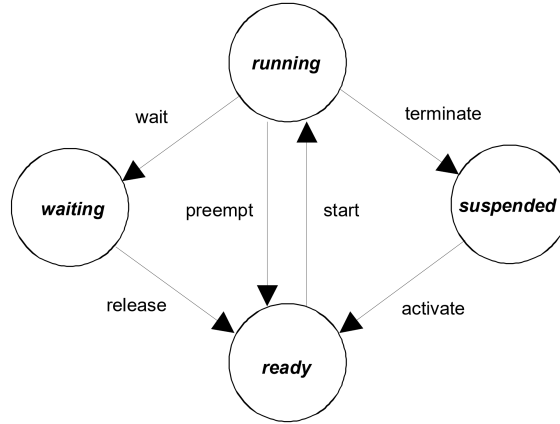 running
wait
terminate
waiting
preempt
start
suspended
release
activate
ready